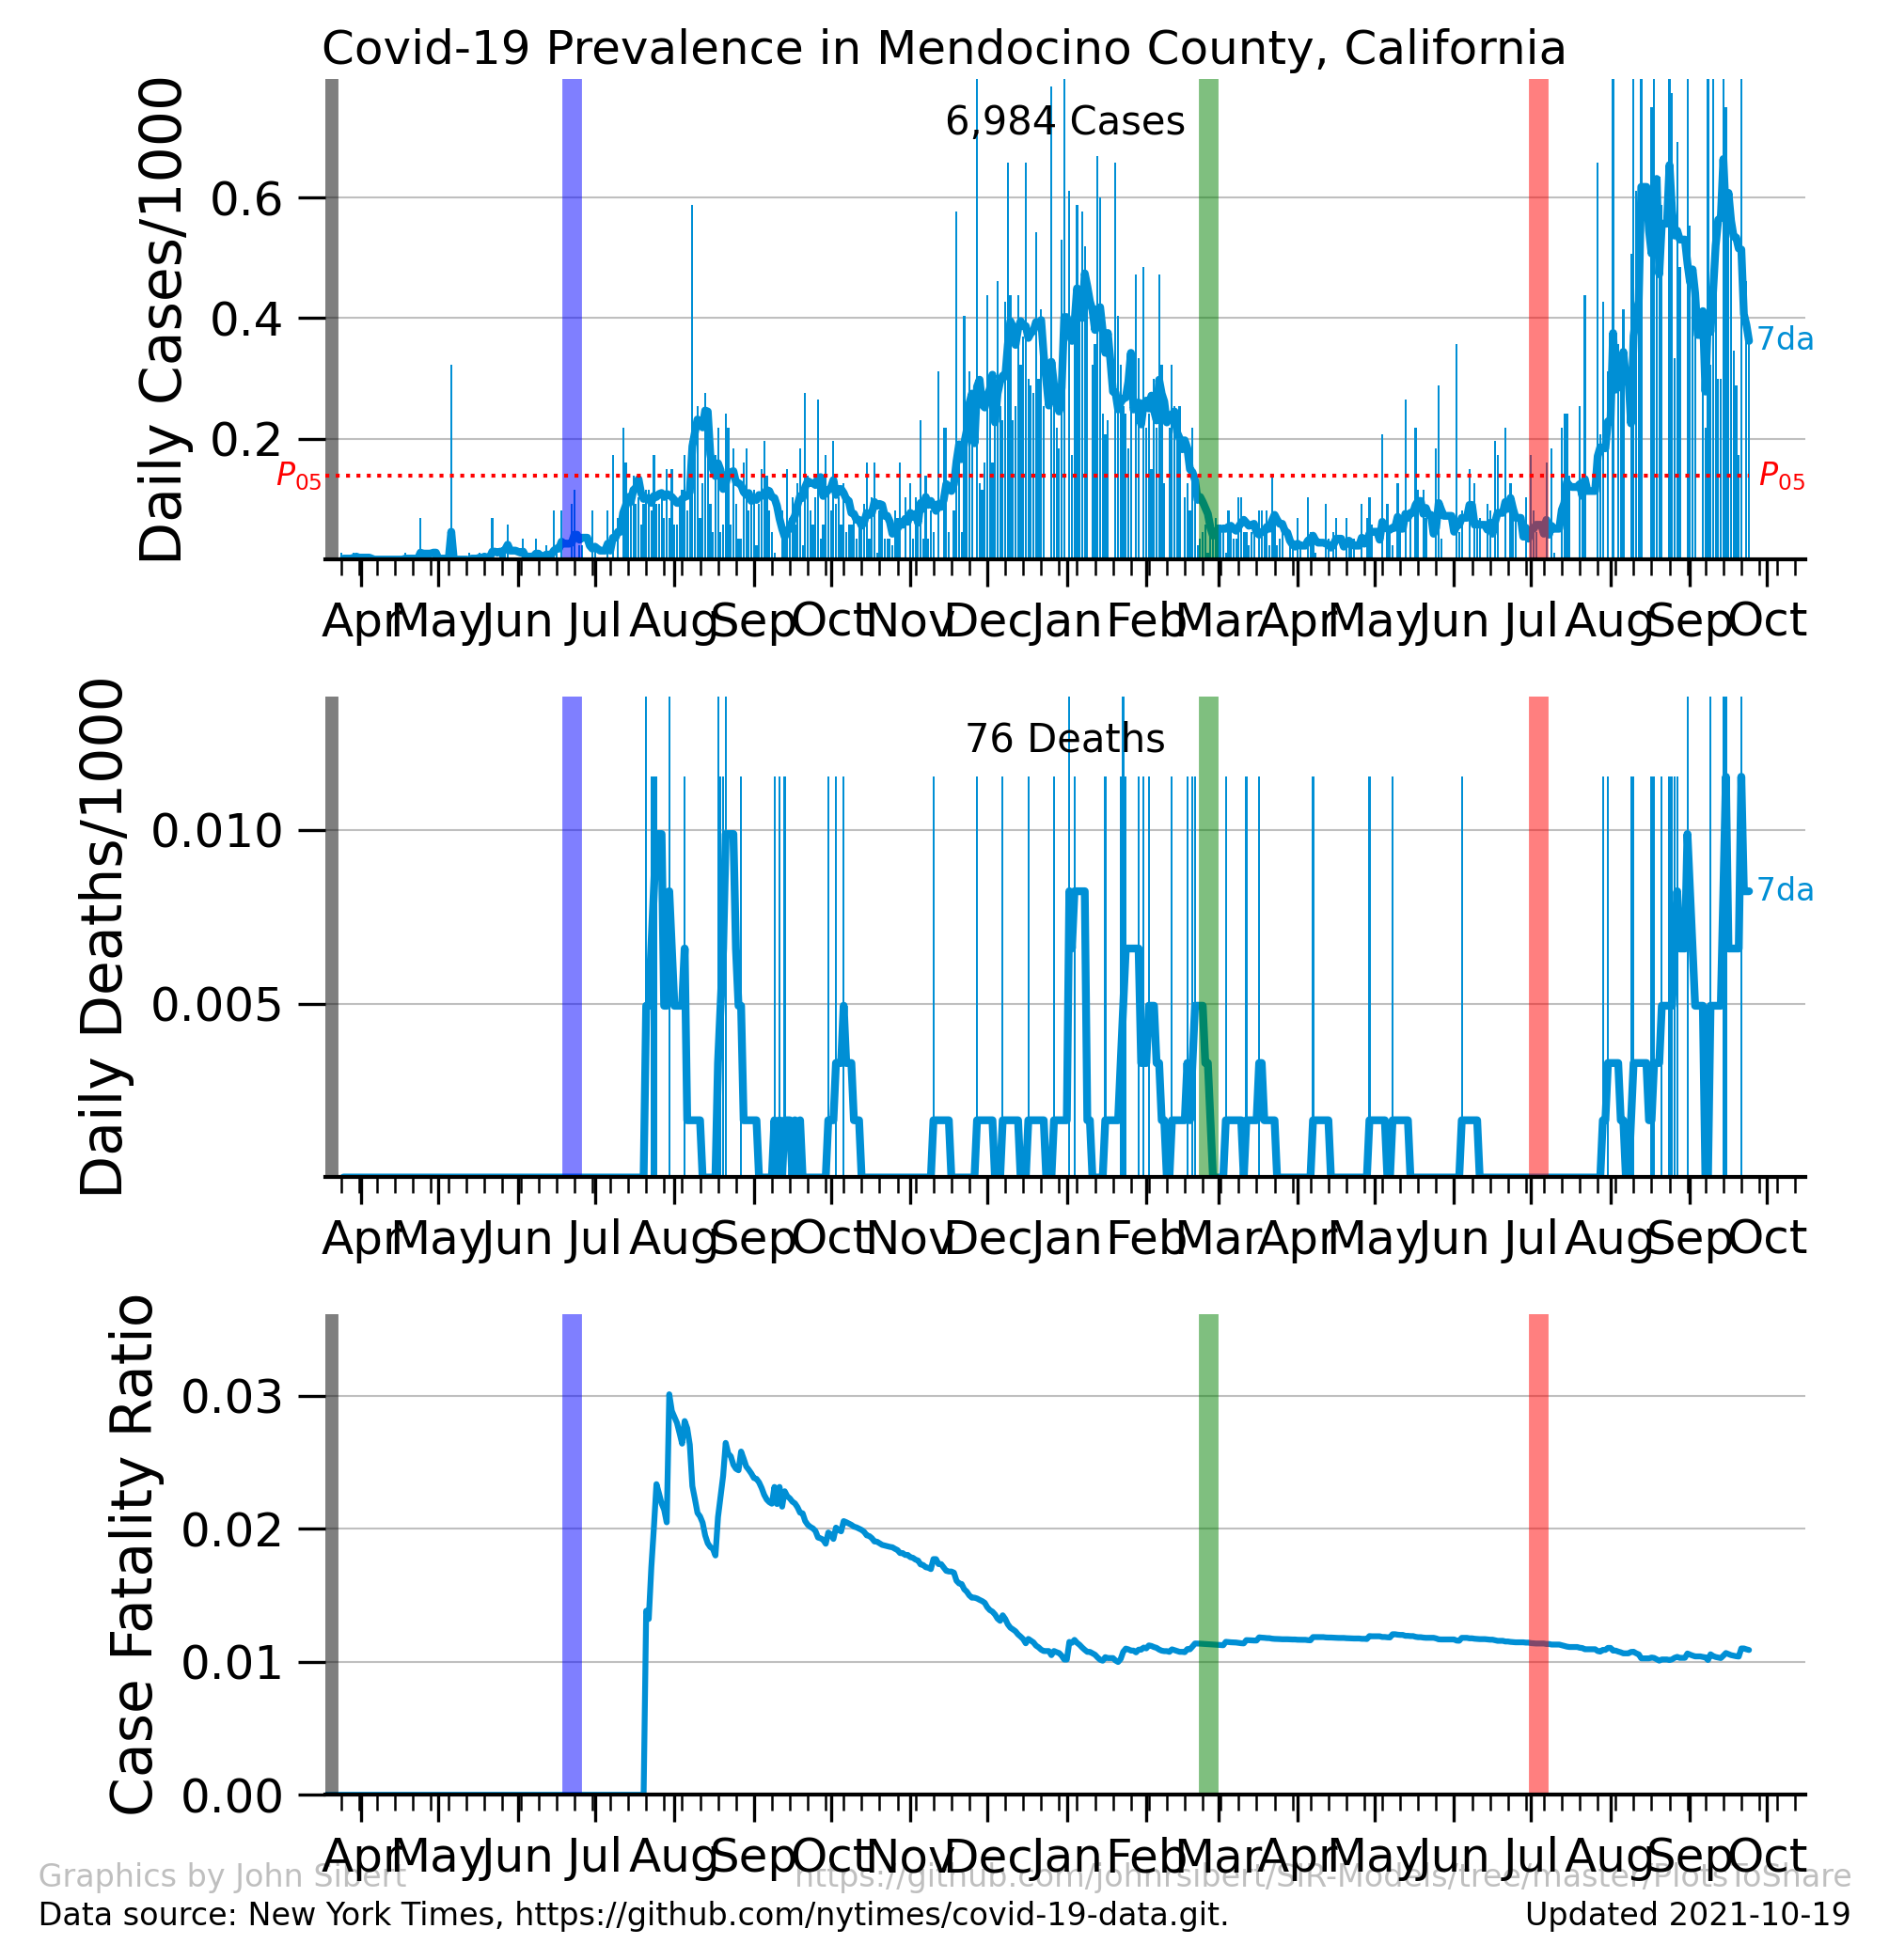 Covid-19 Prevalence in Mendocino County, California
Daily Cases/1000
6,984 Cases
0.6
0.4
0.2
7da
P05
P05
Apr May Jun Jul Aug Sep Oct Nov Dec Jan Feb Mar Apr May Jun Jul Aug Sep Oct
Daily Deaths/1000
76 Deaths
0.010
0.005
7da
Apr May Jun Jul Aug Sep Oct Nov Dec Jan Feb Mar Apr May Jun Jul Aug Sep Oct
Case Fatality Ratio
0.03
0.02
0.01
0.00
Apr May Jun Jul Aug Sep Oct Nov Dec Jan Feb Mar Apr May Jun Jul Aug Sep Oct
Graphics by John Sibert
https://github.com/johnrsibert/SIR-Models/tree/master/PlotsToShare
Data source: New York Times, https://github.com/nytimes/covid-19-data.git.
Updated 2021-10-19